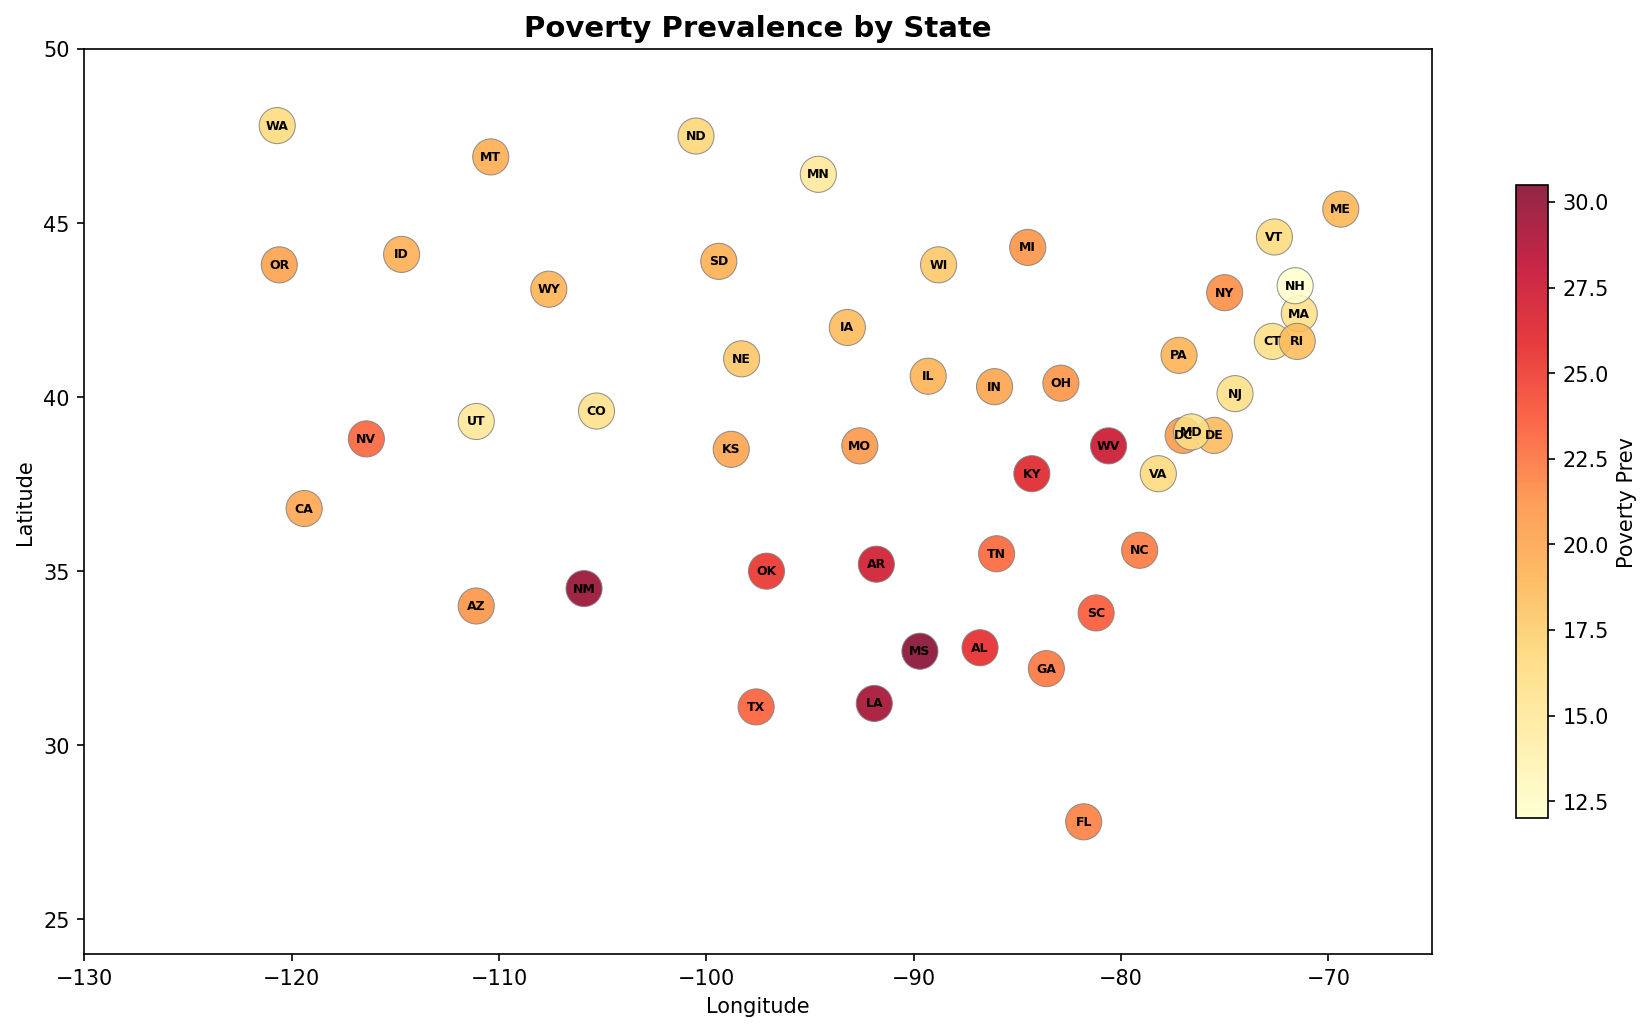 Poverty Prevalence by State
50
45
40
35
30
25
Latitude
WA
MT
ND
MN
ME
VT
MI
ID
OR
SD
WI
NH
WY
NY
MA
IA
CT
RI
NE
PA
IL
IN
OH
NJ
CO
UT
NV
DC
MD
DE
KS
MO
WV
KY
VA
CA
NC
TN
AR
OK
NM
AZ
SC
AL
MS
GA
LA
TX
FL
−130
−120
−110
−100
−90
−80
−70
Longitude
30.0
27.5
25.0
22.5
20.0
17.5
15.0
12.5
Poverty Prev